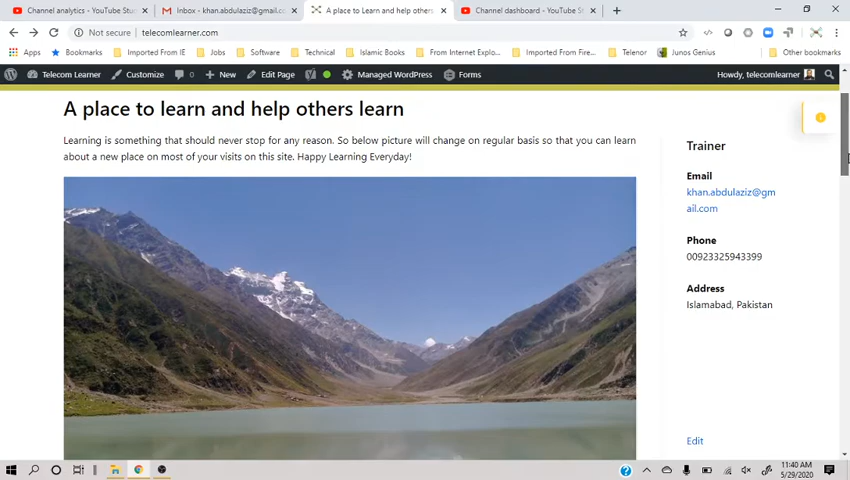 Channel analytics - YouTube Stu
Inbox - khan.abdulaziz@gmail.c
A place to Learn and help others
Channel dashboard - YouTube St
Not secure | telecomlearner.com
Apps Bookmarks Imported From IE Jobs Software Technical Islamic Books From Internet Explo... Imported From Fire... Telenor Junos Genius Other bookmarks
Telecom Learner Customize 0 New Edit Page Managed WordPress Forms Howdy, telecomlearner
A place to learn and help others learn
Learning is something that should never stop for any reason. So below picture will change on regular basis so that you can learn
about a new place on most of your visits on this site. Happy Learning Everyday!
Trainer
Email
khan.abdulaziz@gm
ail.com
Phone
00923325943399
Address
Islamabad, Pakistan
Edit
11:40 AM
5/29/2020